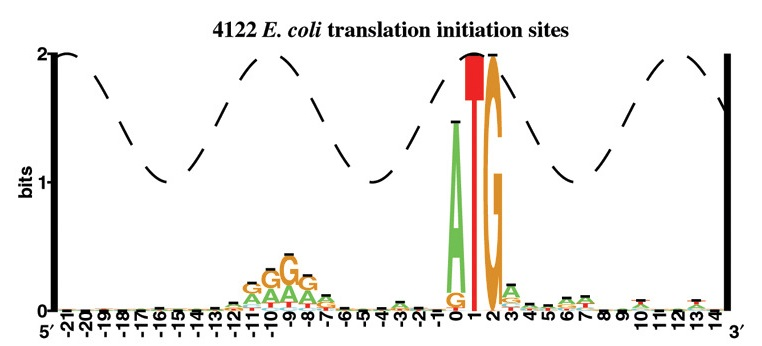 4122 E. coli translation initiation sites
2
bits
1
0
A T G
G
G G G G
A A A A A
A G
5′ -21 -20 -19 -18 -17 -16 -15 -14 -13 -12 -11 -10 -9 -8 -7 -6 -5 -4 -3 -2 -1 0 1 2 3 4 5 6 7 8 9 10 11 12 13 14 3′